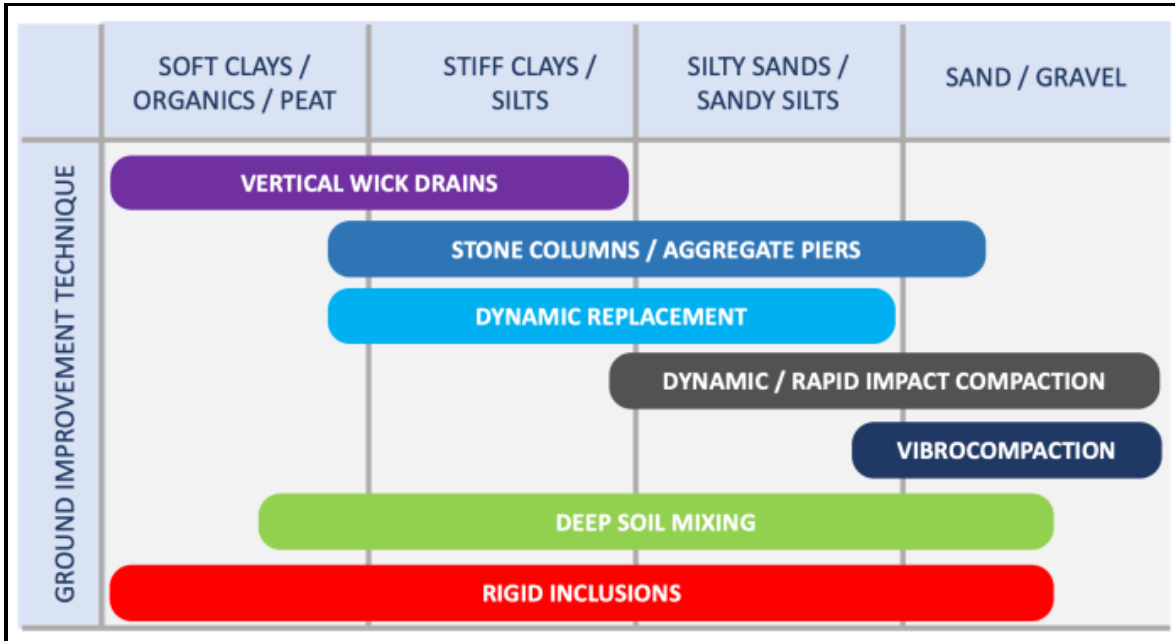 SOFT CLAYS /
ORGANICS / PEAT
STIFF CLAYS /
SILTS
SILTY SANDS /
SANDY SILTS
SAND / GRAVEL
GROUND IMPROVEMENT TECHNIQUE
VERTICAL WICK DRAINS
STONE COLUMNS / AGGREGATE PIERS
DYNAMIC REPLACEMENT
DYNAMIC / RAPID IMPACT COMPACTION
VIBROCOMPACTION
DEEP SOIL MIXING
RIGID INCLUSIONS